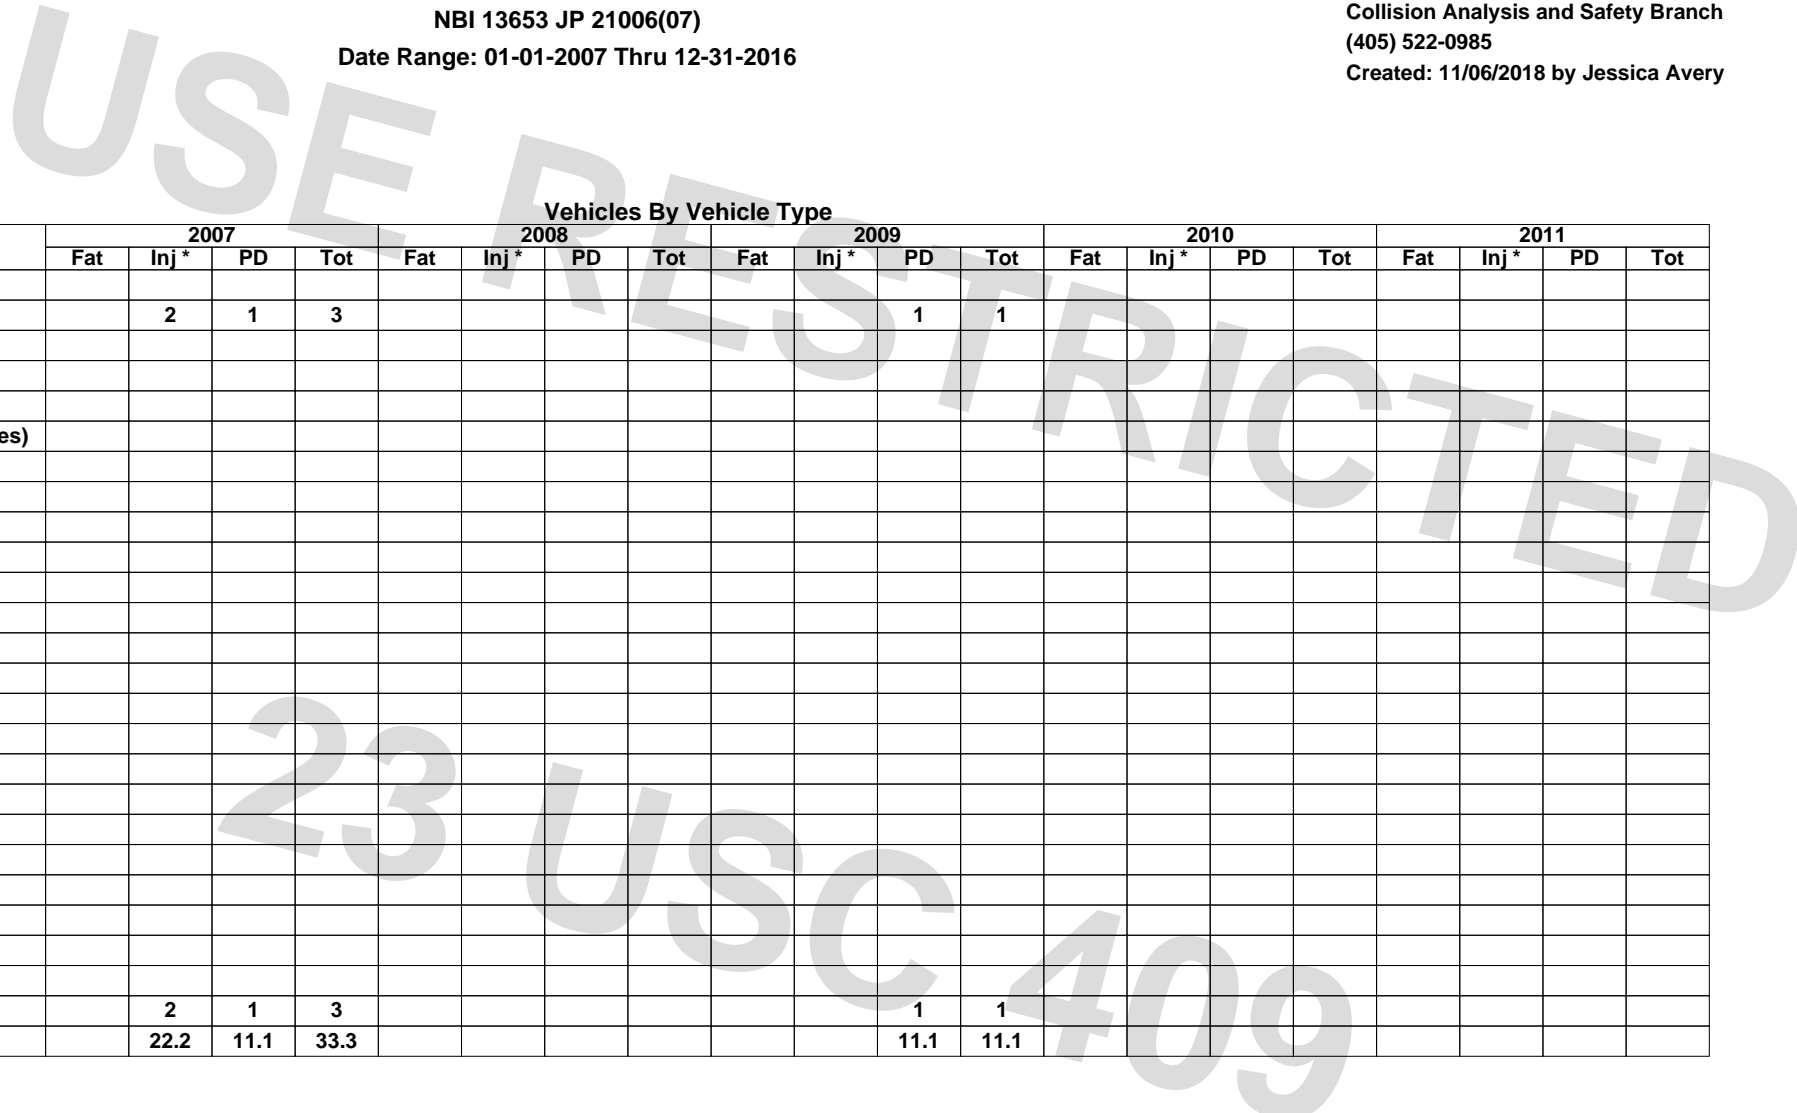 NBI 13653 JP 21006(07)
Date Range: 01-01-2007 Thru 12-31-2016
Collision Analysis and Safety Branch
(405) 522-0985
Created: 11/06/2018 by Jessica Avery
USE RESTRICTED
Vehicles By Vehicle Type
2007 2008 2009 2010 2011
Fat Inj * PD Tot Fat Inj * PD Tot Fat Inj * PD Tot Fat Inj * PD Tot Fat Inj * PD Tot
2 1 3 1 1
es)
2 1 3 1 1
22.2 11.1 33.3 11.1 11.1
23 USC 409